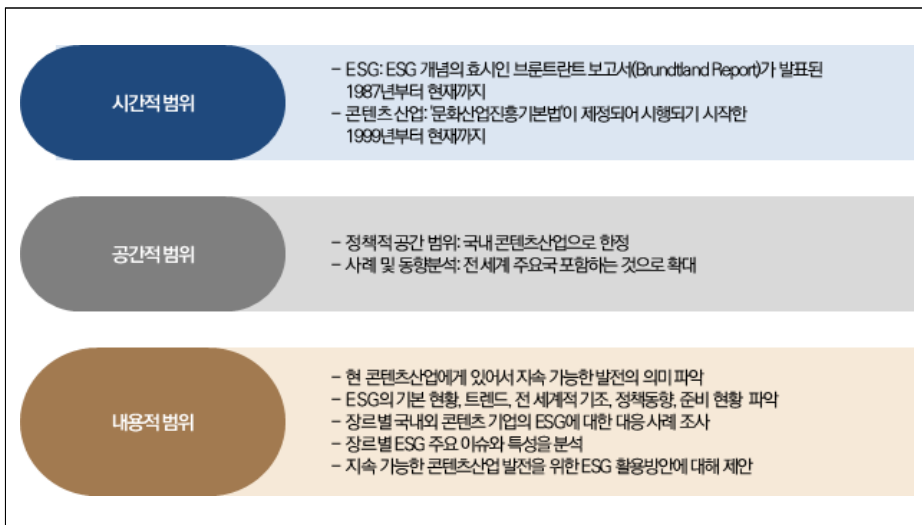 시간적 범위
- ESG: ESG 개념의 효시인 브룬트란트 보고서(Brundtland Report)가 발표된
1987년부터 현재까지
- 콘텐츠 산업: '문화산업진흥기본법'이 제정되어 시행되기 시작한
1999년부터 현재까지
공간적 범위
- 정책적 공간 범위: 국내 콘텐츠산업으로 한정
- 사례 및 동향분석: 전 세계 주요국 포함하는 것으로 확대
내용적 범위
- 현 콘텐츠산업에게 있어서 지속 가능한 발전의 의미 파악
- ESG의 기본 현황, 트렌드, 전 세계적 기조, 정책동향, 준비 현황 파악
- 장르별 국내외 콘텐츠 기업의 ESG에 대한 대응 사례 조사
- 장르별 ESG 주요 이슈와 특성을 분석
- 지속 가능한 콘텐츠산업 발전을 위한 ESG 활용방안에 대해 제안